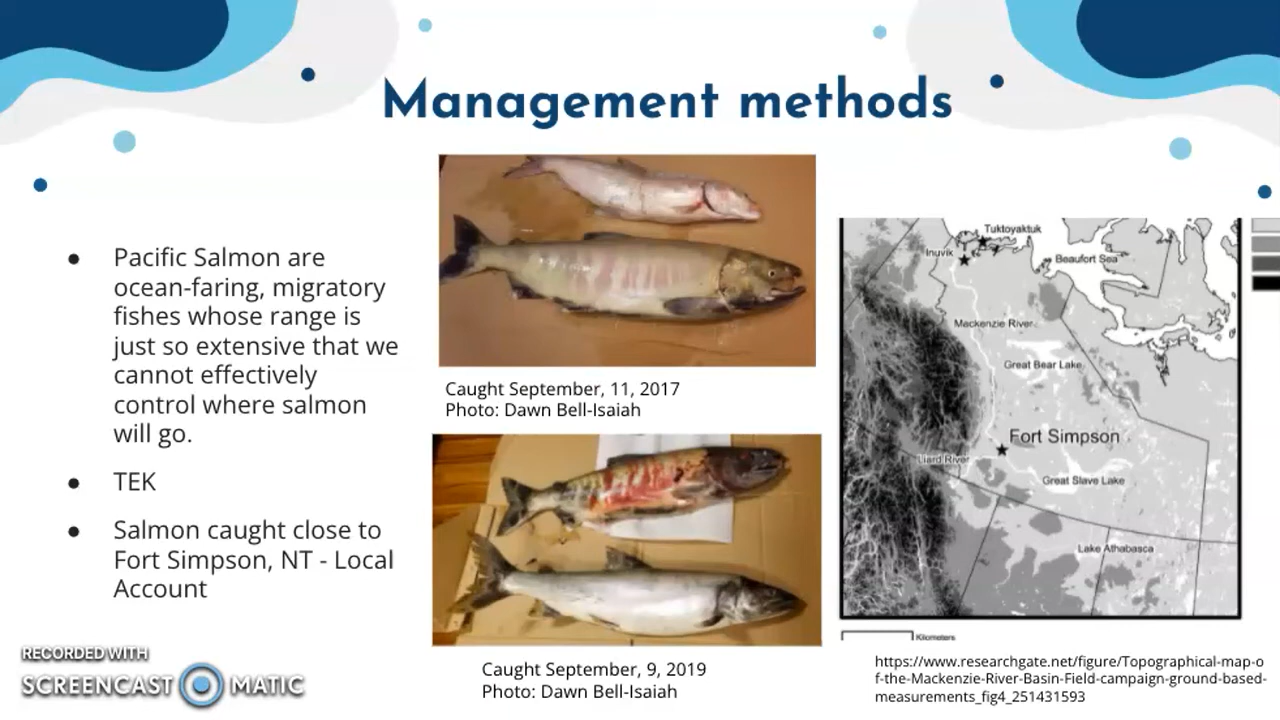 Management methods
● Pacific Salmon are
ocean-faring, migratory
fishes whose range is
just so extensive that we
cannot effectively
control where salmon
will go.
● TEK
● Salmon caught close to
Fort Simpson, NT - Local
Account
Caught September, 11, 2017
Photo: Dawn Bell-Isaiah
Caught September, 9, 2019
Photo: Dawn Bell-Isaiah
Tuktoyaktuk
Inuvik
Beaufort Sea
Mackenzie River
Great Bear Lake
Fort Simpson
Liard River
Great Slave Lake
Lake Athabasca
Kilometers
https://www.researchgate.net/figure/Topographical-map-o
f-the-Mackenzie-River-Basin-Field-campaign-ground-based-
measurements_fig4_251431593
RECORDED WITH
SCREENCAST MATIC